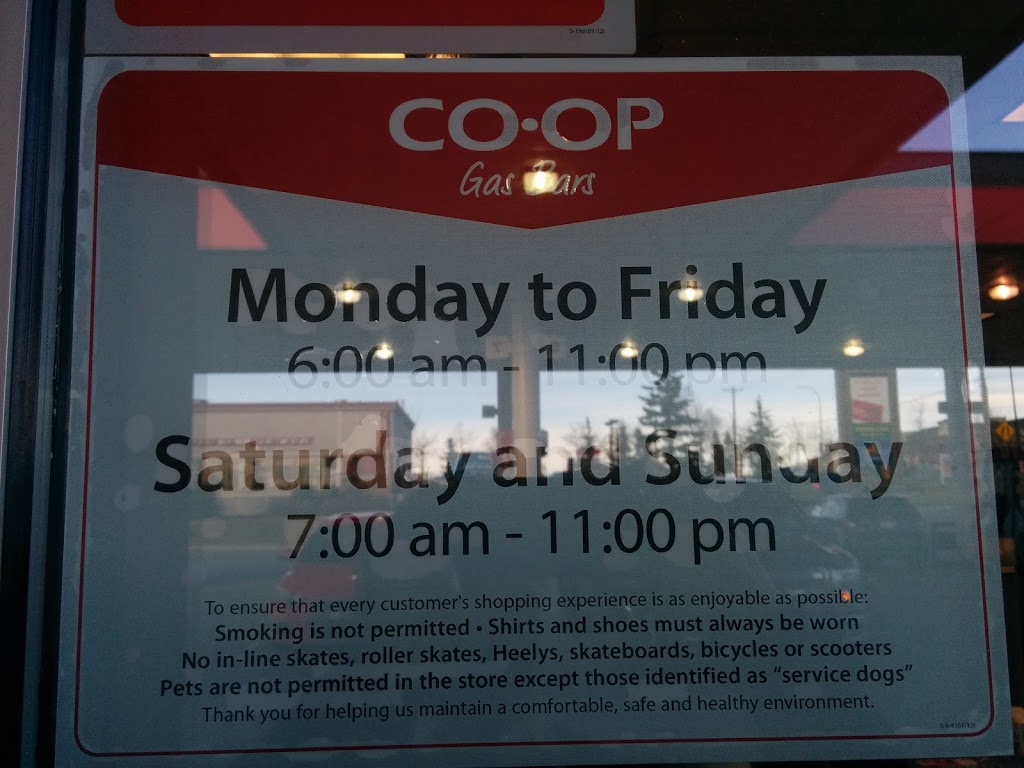 S-19d (07/12)
CO•OP
Gas Bars
Monday to Friday
6:00 am - 11:00 pm
Saturday and Sunday
7:00 am - 11:00 pm
To ensure that every customer's shopping experience is as enjoyable as possible:
Smoking is not permitted • Shirts and shoes must always be worn
No in-line skates, roller skates, Heelys, skateboards, bicycles or scooters
Pets are not permitted in the store except those identified as “service dogs”
Thank you for helping us maintain a comfortable, safe and healthy environment.